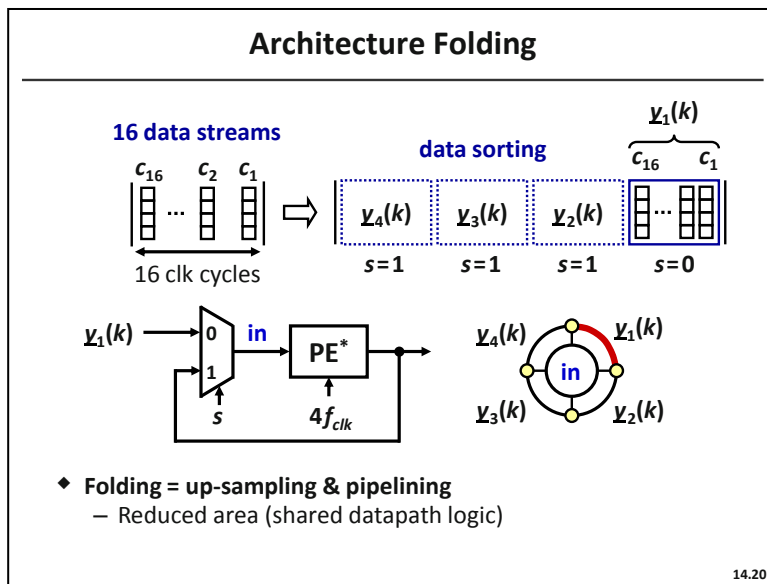 Architecture Folding
y₁(k)
16 data streams
data sorting
c₁₆ c₁
c₁₆ c₂ c₁
... 
y₄(k) y₃(k) y₂(k) ...
16 clk cycles
s=1 s=1 s=1 s=0
y₁(k) 0 in PE* y₄(k) y₁(k)
1 in
s 4f_clk y₃(k) y₂(k)
◆ Folding = up-sampling & pipelining
– Reduced area (shared datapath logic)
14.20